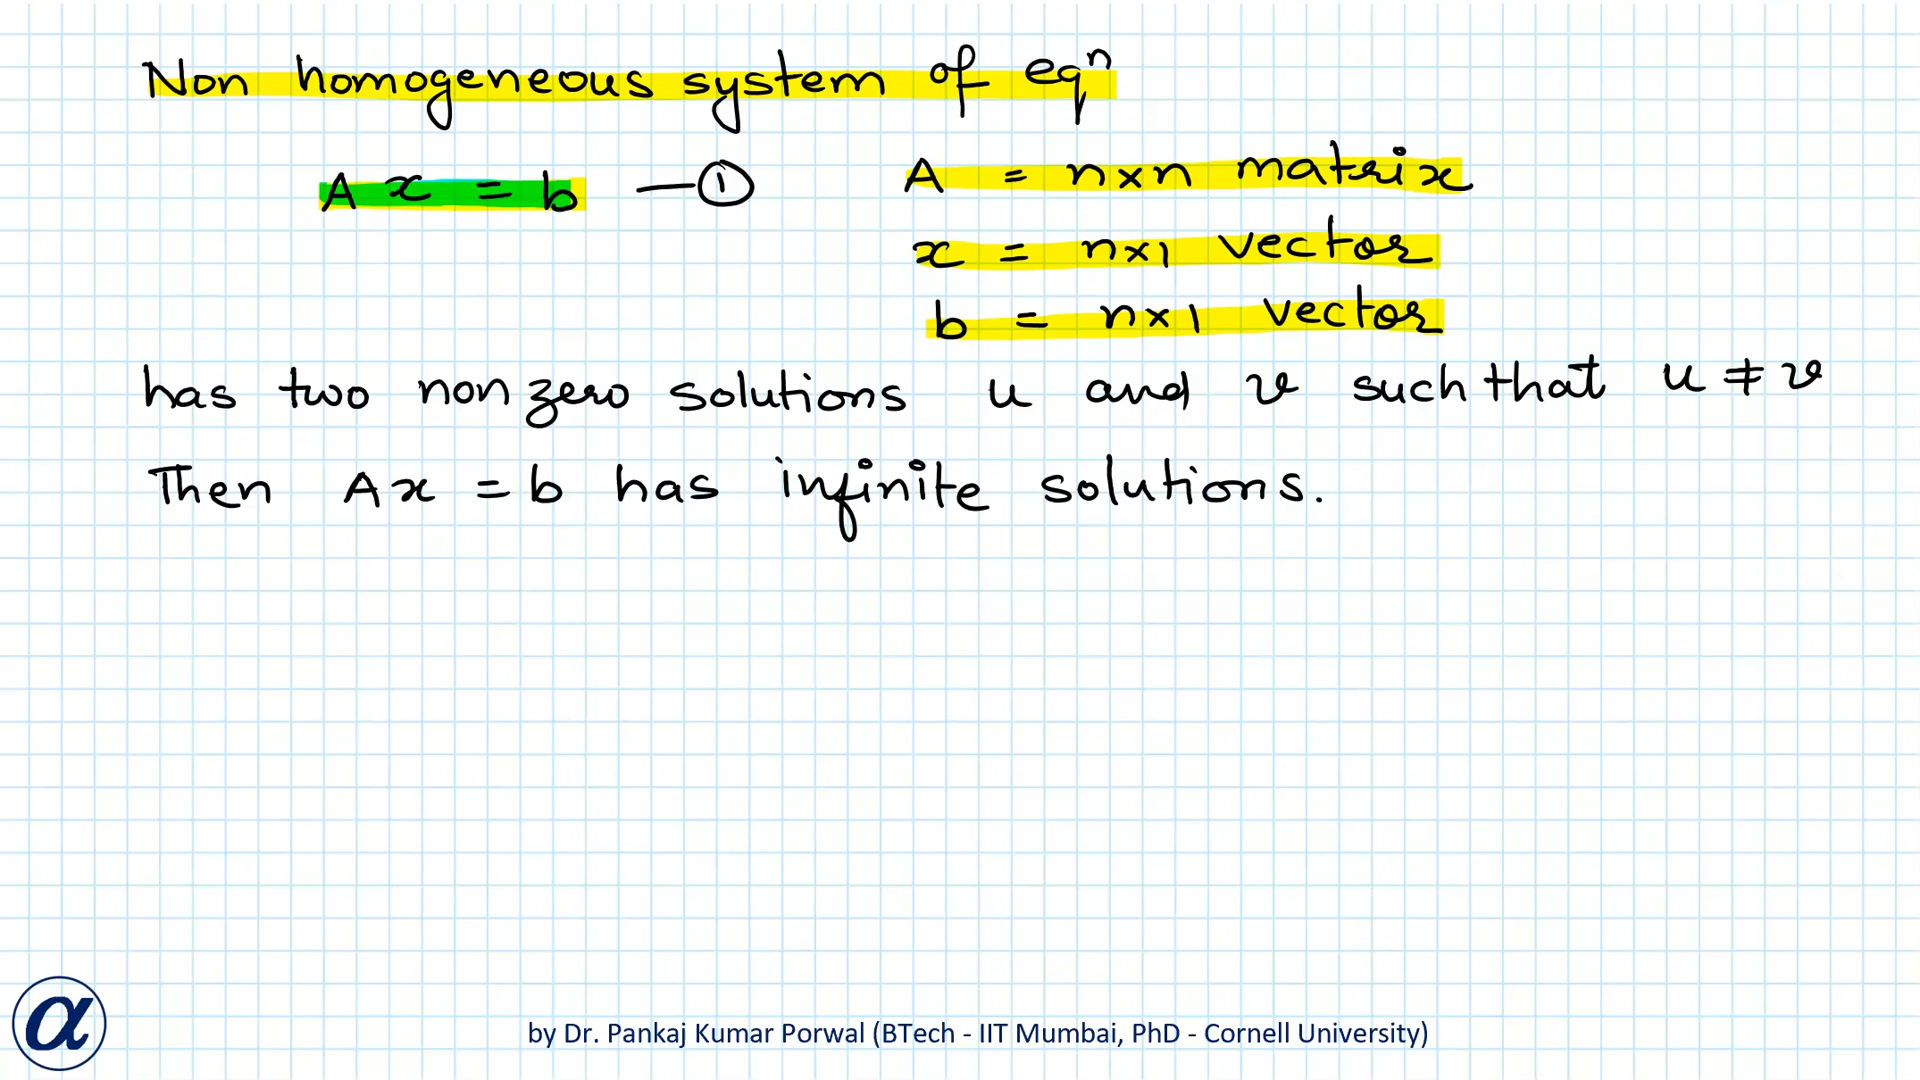 Non homogeneous system of eqⁿ
A x = b —① A = n×n matrix
x = n×1 vector
b = n×1 vector
has two non zero solutions u and v such that u ≠ v
Then Ax = b has infinite solutions.
α
by Dr. Pankaj Kumar Porwal (BTech - IIT Mumbai, PhD - Cornell University)